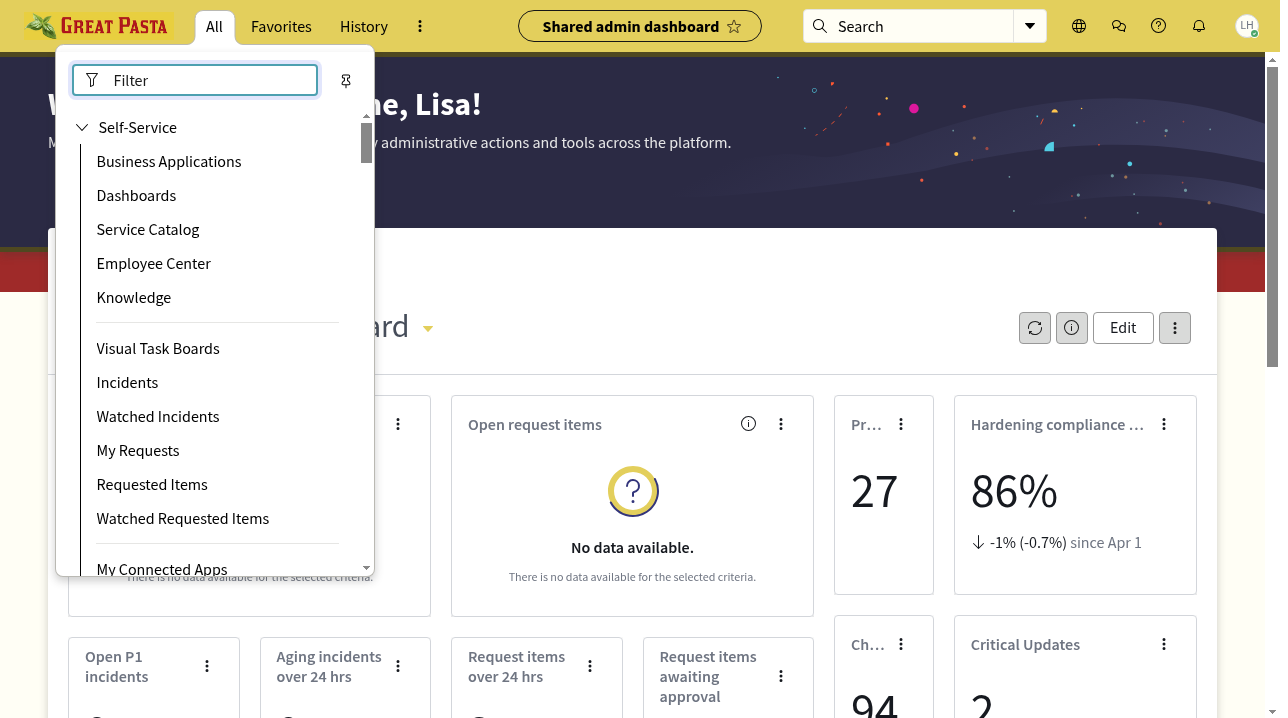 GREAT PASTA
All
Favorites
History
Shared admin dashboard
Search
LH
Filter
Self-Service
Business Applications
Dashboards
Service Catalog
Employee Center
Knowledge
Visual Task Boards
Incidents
Watched Incidents
My Requests
Requested Items
Watched Requested Items
My Connected Apps
ne, Lisa!
administrative actions and tools across the platform.
ard
Edit
There is no data available for the selected criteria.
Open request items
?
No data available.
There is no data available for the selected criteria.
Pr...
27
Hardening compliance ...
86%
-1% (-0.7%) since Apr 1
Open P1
incidents
Aging incidents
over 24 hrs
Request items
over 24 hrs
Request items
awaiting
approval
Ch...
94
Critical Updates
2